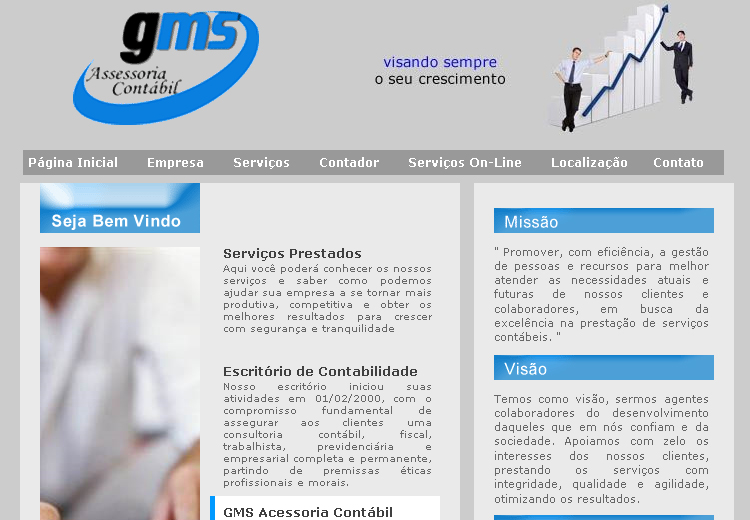 gms
Assessoria
Contábil
visando sempre
o seu crescimento
Página Inicial Empresa Serviços Contador Serviços On-Line Localização Contato
Seja Bem Vindo
Serviços Prestados
Aqui você poderá conhecer os nossos
serviços e saber como podemos
ajudar sua empresa a se tornar mais
produtiva, competitiva e obter os
melhores resultados para crescer
com segurança e tranquilidade
Escritório de Contabilidade
Nosso escritório iniciou suas
atividades em 01/02/2000, com o
compromisso fundamental de
assegurar aos clientes uma
consultoria contábil, fiscal,
trabalhista, previdenciária e
empresarial completa e permanente,
partindo de premissas éticas
profissionais e morais.
GMS Acessoria Contábil
Missão
" Promover, com eficiência, a gestão
de pessoas e recursos para melhor
atender as necessidades atuais e
futuras de nossos clientes e
colaboradores, em busca da
excelência na prestação de serviços
contábeis. "
Visão
Temos como visão, sermos agentes
colaboradores do desenvolvimento
daqueles que em nós confiam e da
sociedade. Apoiamos com zelo os
interesses dos nossos clientes,
prestando os serviços com
integridade, qualidade e agilidade,
otimizando os resultados.